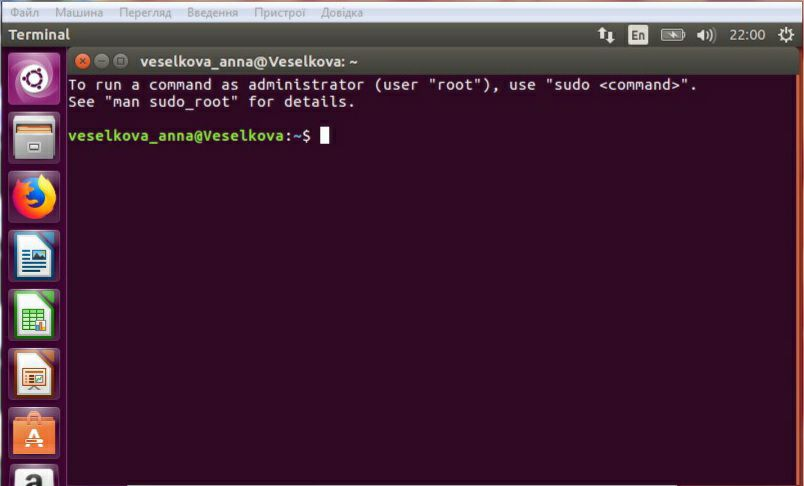 Файл Машина Перегляд Введення Пристрої Довідка
Terminal En 22:00
veselkova_anna@Veselkova: ~
To run a command as administrator (user "root"), use "sudo <command>".
See "man sudo_root" for details.
veselkova_anna@Veselkova:~$
A
a